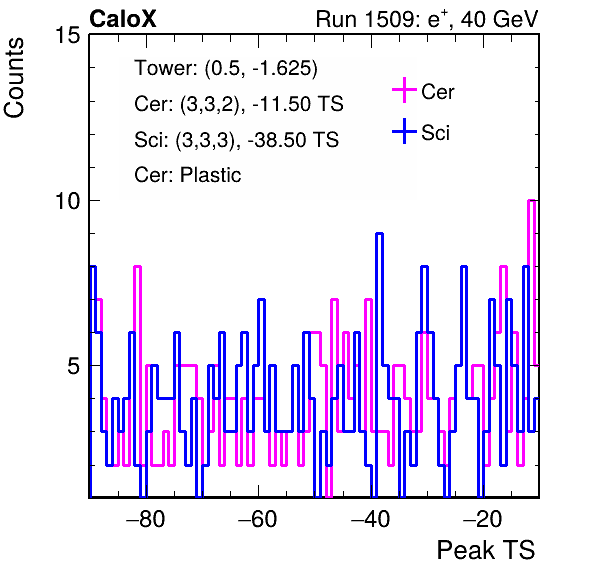 CaloX Run 1509: e⁺, 40 GeV
Counts
15
Tower: (0.5, -1.625)
Cer: (3,3,2), -11.50 TS
Sci: (3,3,3), -38.50 TS
Cer: Plastic
Cer
Sci
10
5
−80 −60 −40 −20
Peak TS